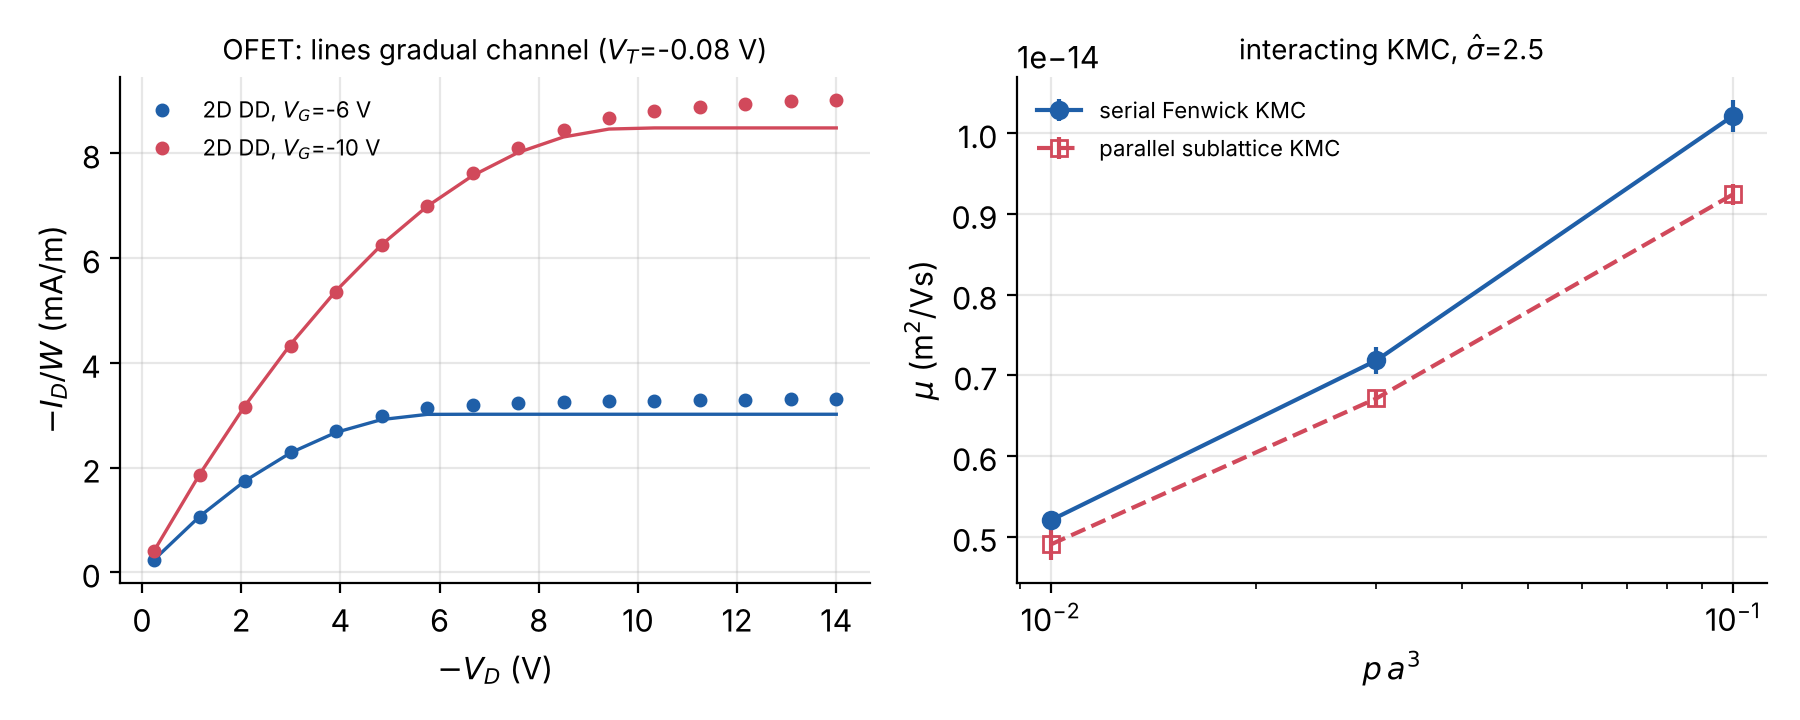 OFET: lines gradual channel (V_T=-0.08 V)
2D DD, V_G=-6 V
2D DD, V_G=-10 V
8
6
4
2
0
0 2 4 6 8 10 12 14
−I_D/W (mA/m)
−V_D (V)
1e−14
interacting KMC, σ̂=2.5
serial Fenwick KMC
parallel sublattice KMC
1.0
0.9
0.8
0.7
0.6
0.5
10⁻² 10⁻¹
μ (m²/Vs)
p a³